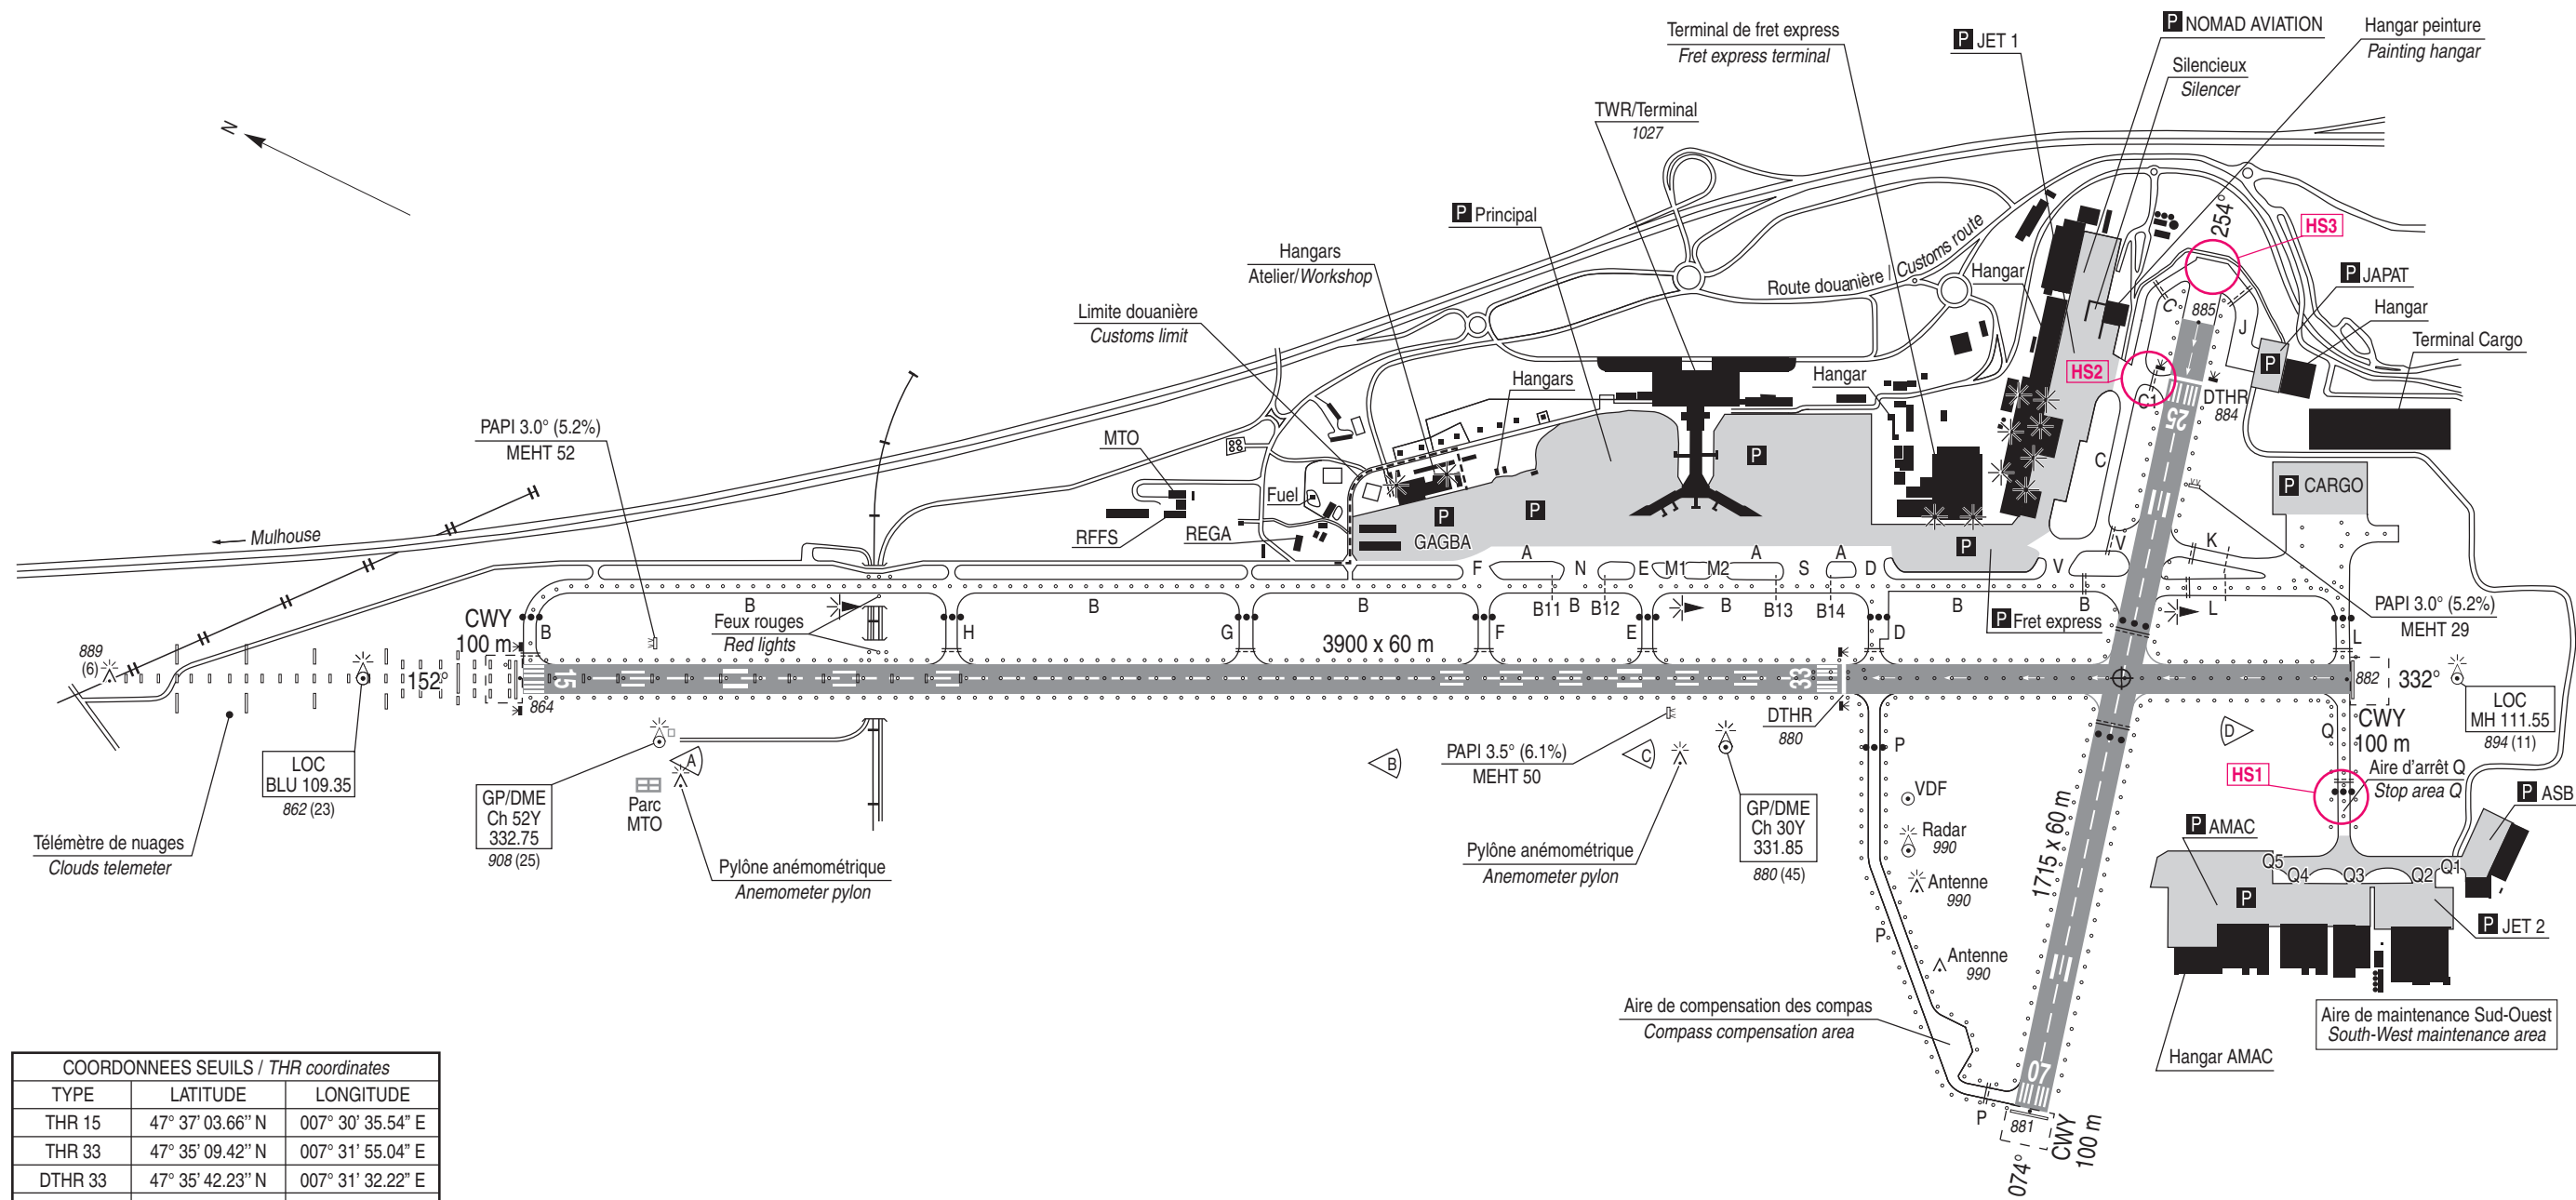 N
Terminal de fret express
Fret express terminal
P JET 1
P NOMAD AVIATION
Silencieux
Silencer
Hangar peinture
Painting hangar
TWR/Terminal
1027
P Principal
Hangars
Atelier/Workshop
Limite douanière
Customs limit
Route douanière / Customs route
Hangar
254°
HS3
P JAPAT
Hangar
Terminal Cargo
C
885
J
P
HS2
C1
DTHR
884
25
PAPI 3.0° (5.2%)
MEHT 52
MTO
Hangars
Hangar
Fuel
P
P
P
GAGBA
RFFS
REGA
Mulhouse
C
P CARGO
P
V
K
A
A
A
F
N
E
M1
M2
S
D
V
CWY
100 m
B
B
B
B11
B
B12
B
B13
B14
B
B
L
PAPI 3.0° (5.2%)
MEHT 29
Feux rouges
Red lights
B
H
G
F
E
D
P Fret express
L
3900 x 60 m
889
(6)
152°
15
864
33
882
332°
LOC
BLU 109.35
862 (23)
LOC
MH 111.55
894 (11)
DTHR
880
CWY
100 m
Q
D
A
B
C
P
PAPI 3.5° (6.1%)
MEHT 50
GP/DME
Ch 52Y
332.75
908 (25)
Parc
MTO
GP/DME
Ch 30Y
331.85
880 (45)
VDF
Radar
990
Antenne
990
Antenne
990
HS1
Aire d'arrêt Q
Stop area Q
P ASB
P AMAC
Télémètre de nuages
Clouds telemeter
Pylône anémométrique
Anemometer pylon
Pylône anémométrique
Anemometer pylon
1715 x 60 m
Q5
Q4
Q3
Q2
Q1
P
P JET 2
P
Aire de compensation des compas
Compass compensation area
Aire de maintenance Sud-Ouest
South-West maintenance area
Hangar AMAC
07
P
881
CWY
100 m
074°
COORDONNEES SEUILS / THR coordinates
TYPE LATITUDE LONGITUDE
THR 15 47° 37' 03.66'' N 007° 30' 35.54" E
THR 33 47° 35' 09.42'' N 007° 31' 55.04" E
DTHR 33 47° 35' 42.23'' N 007° 31' 32.22" E